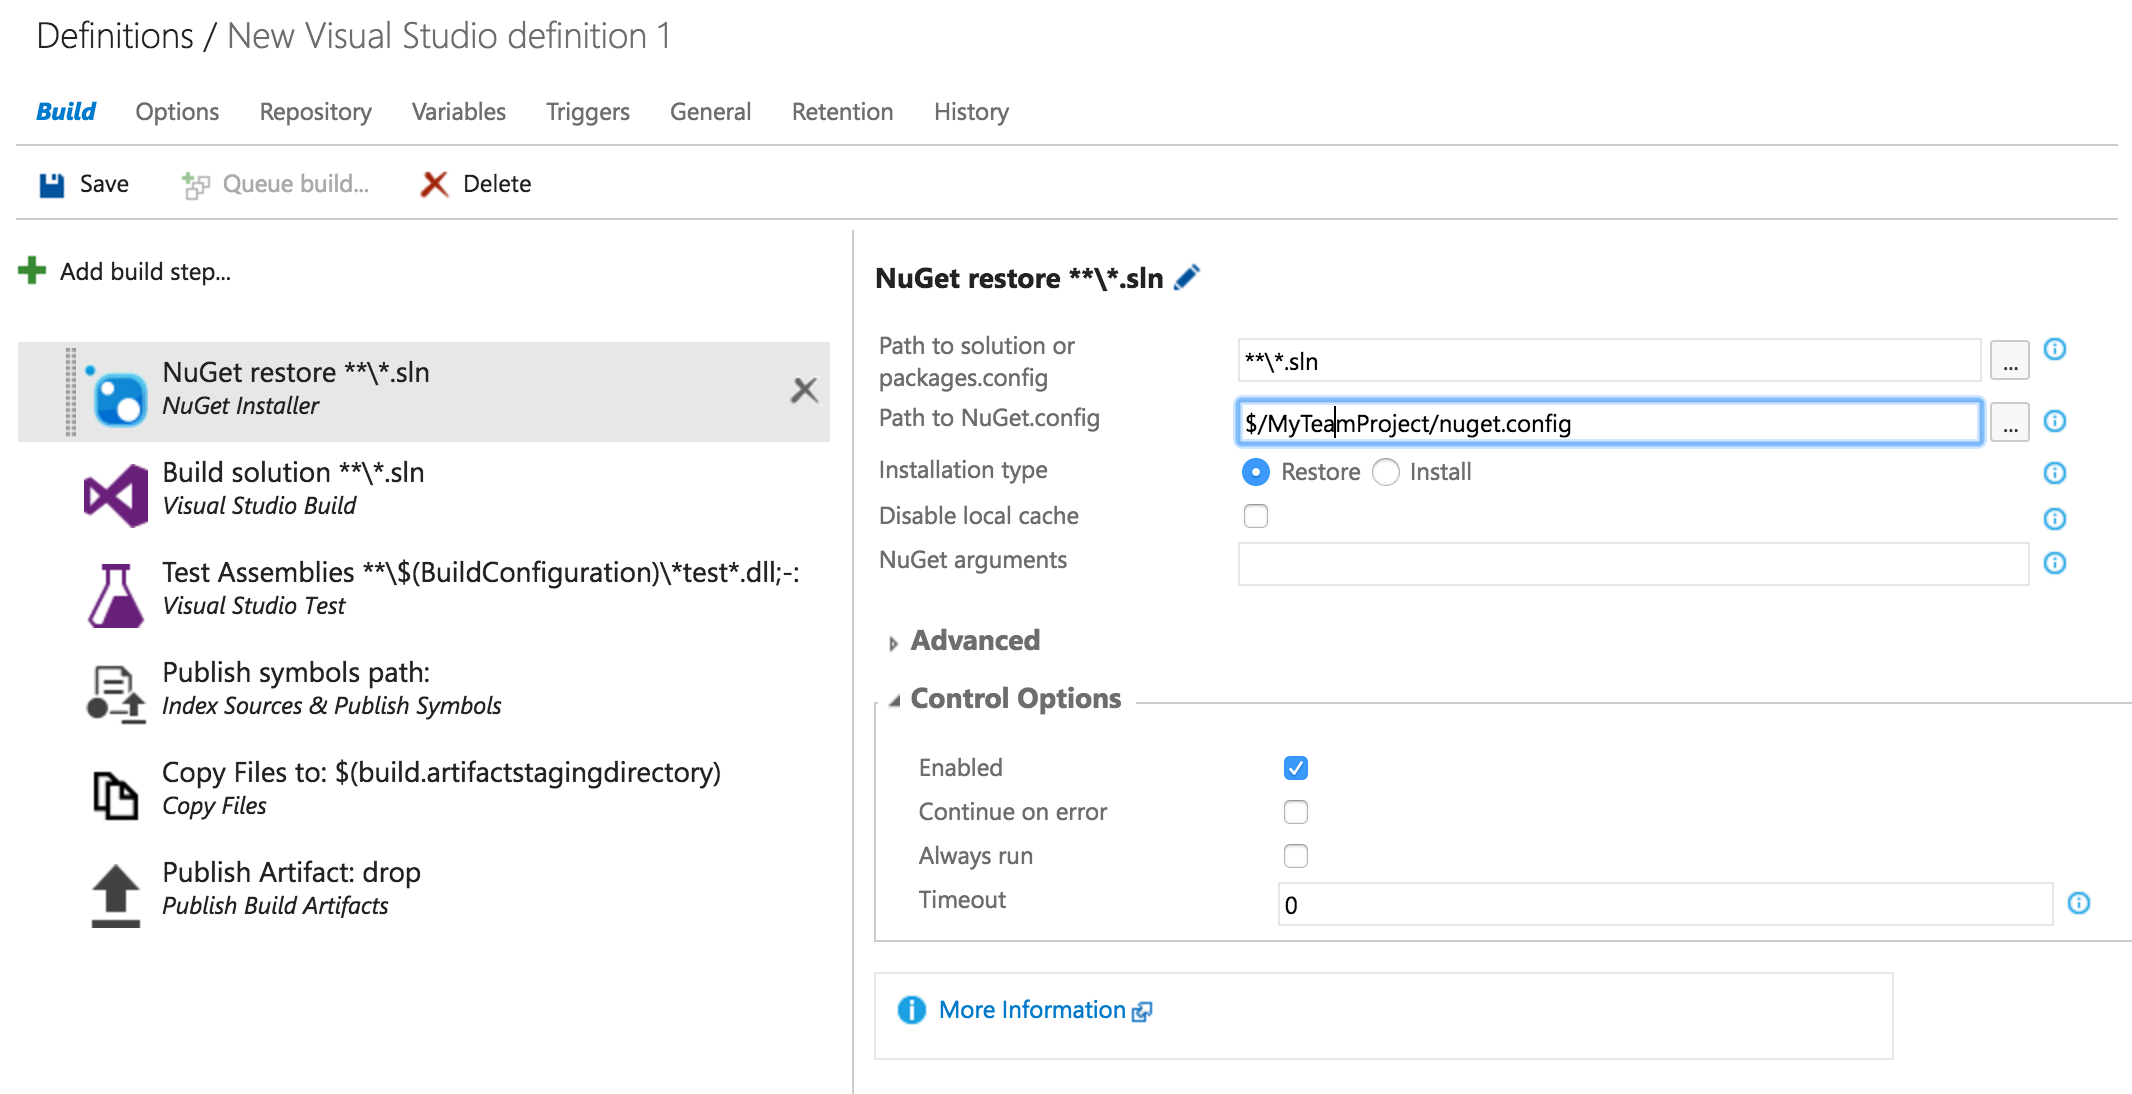 Definitions / New Visual Studio definition 1
Build Options Repository Variables Triggers General Retention History
Save Queue build... Delete
Add build step...
NuGet restore **\*.sln
NuGet Installer
Build solution **\*.sln
Visual Studio Build
Test Assemblies **\$(BuildConfiguration)\*test*.dll;-:
Visual Studio Test
Publish symbols path:
Index Sources & Publish Symbols
Copy Files to: $(build.artifactstagingdirectory)
Copy Files
Publish Artifact: drop
Publish Build Artifacts
NuGet restore **\*.sln
Path to solution or
packages.config
**\*.sln
...
Path to NuGet.config
$/MyTeamProject/nuget.config
...
Installation type
Restore Install
Disable local cache
NuGet arguments
Advanced
Control Options
Enabled
Continue on error
Always run
Timeout
0
More Information